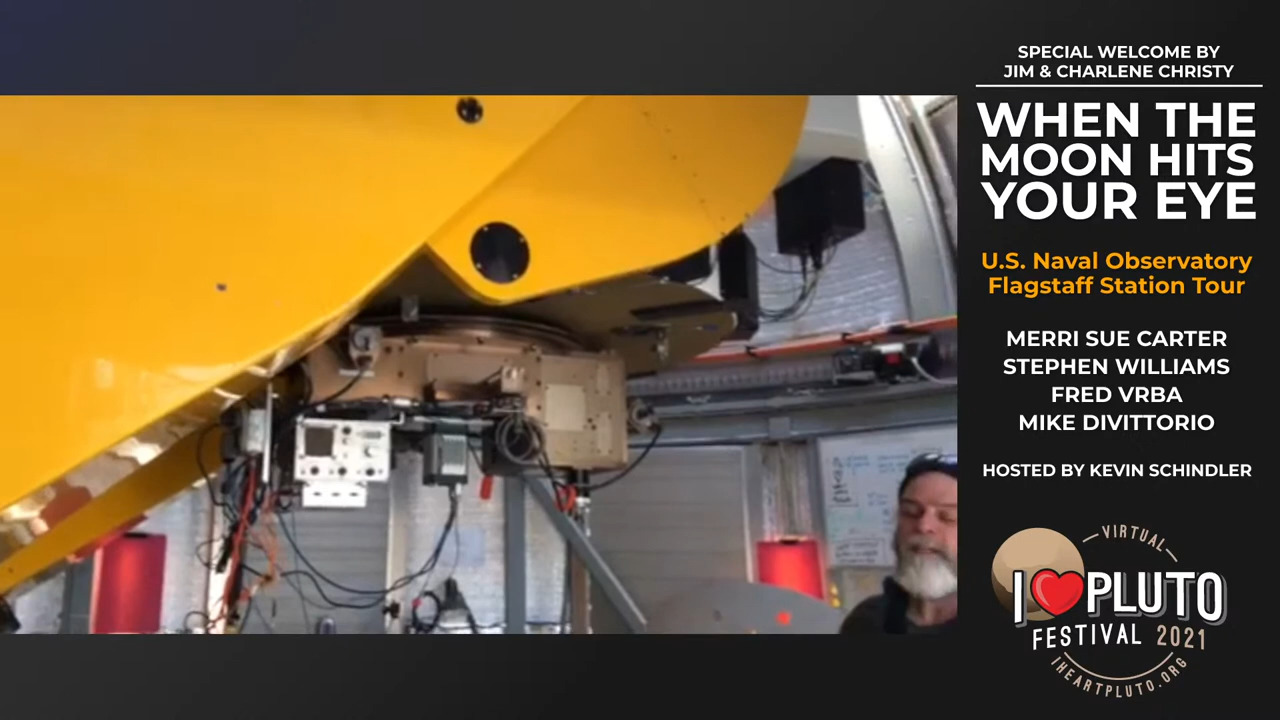 SPECIAL WELCOME BY
JIM & CHARLENE CHRISTY
WHEN THE
MOON HITS
YOUR EYE
U.S. Naval Observatory
Flagstaff Station Tour
MERRI SUE CARTER
STEPHEN WILLIAMS
FRED VRBA
MIKE DIVITTORIO
HOSTED BY KEVIN SCHINDLER
VIRTUAL
I ❤ PLUTO
FESTIVAL 2021
IHEARTPLUTO.ORG